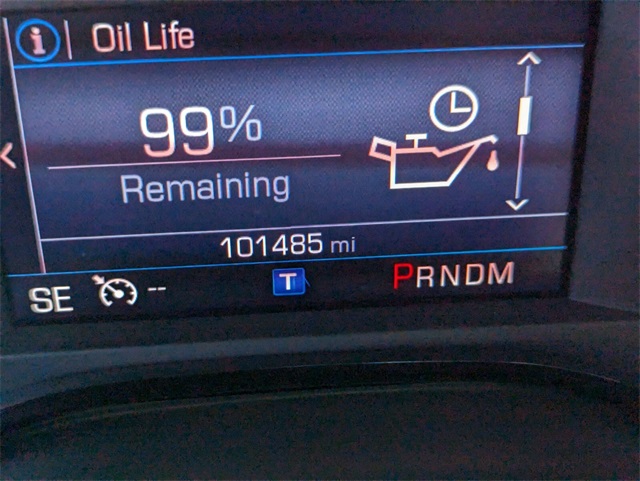 i | Oil Life
99%
Remaining
101485 mi
SE -- T PRNDM